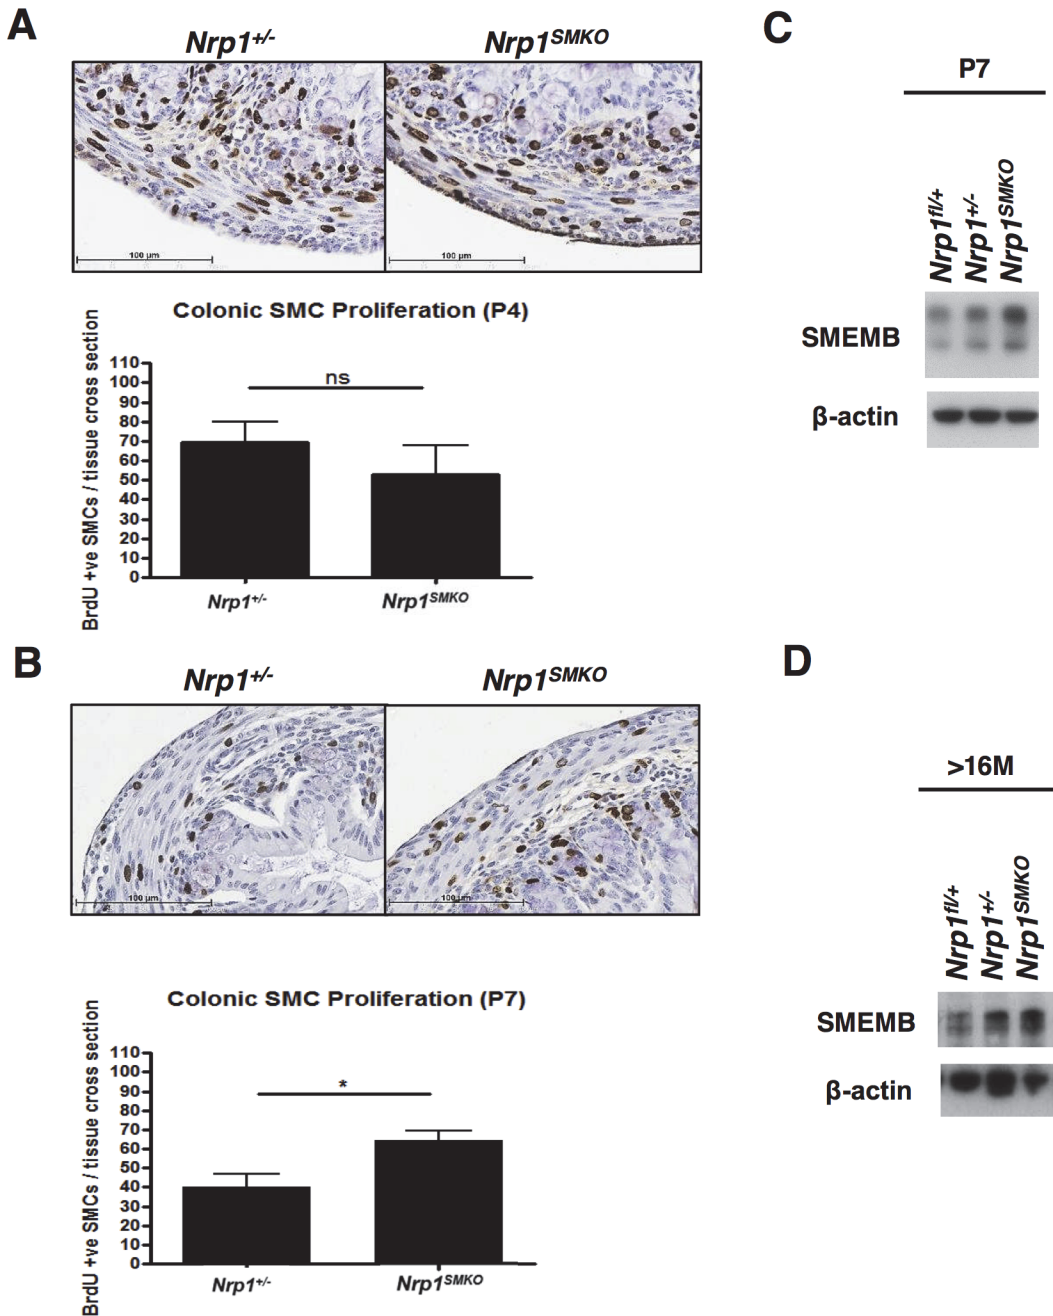 A
Nrp1+/- Nrp1SMKO
100 µm 100 µm
Colonic SMC Proliferation (P4)
BrdU +ve SMCs / tissue cross section
110
100
90
80
70
60
50
40
30
20
10
0
ns
Nrp1+/- Nrp1SMKO
B
Nrp1+/- Nrp1SMKO
100 µm 100 µm
Colonic SMC Proliferation (P7)
BrdU +ve SMCs / tissue cross section
110
100
90
80
70
60
50
40
30
20
10
0
*
Nrp1+/- Nrp1SMKO
C
P7
Nrp1fl/+
Nrp1+/-
Nrp1SMKO
SMEMB
β-actin
D
>16M
Nrp1fl/+
Nrp1+/-
Nrp1SMKO
SMEMB
β-actin